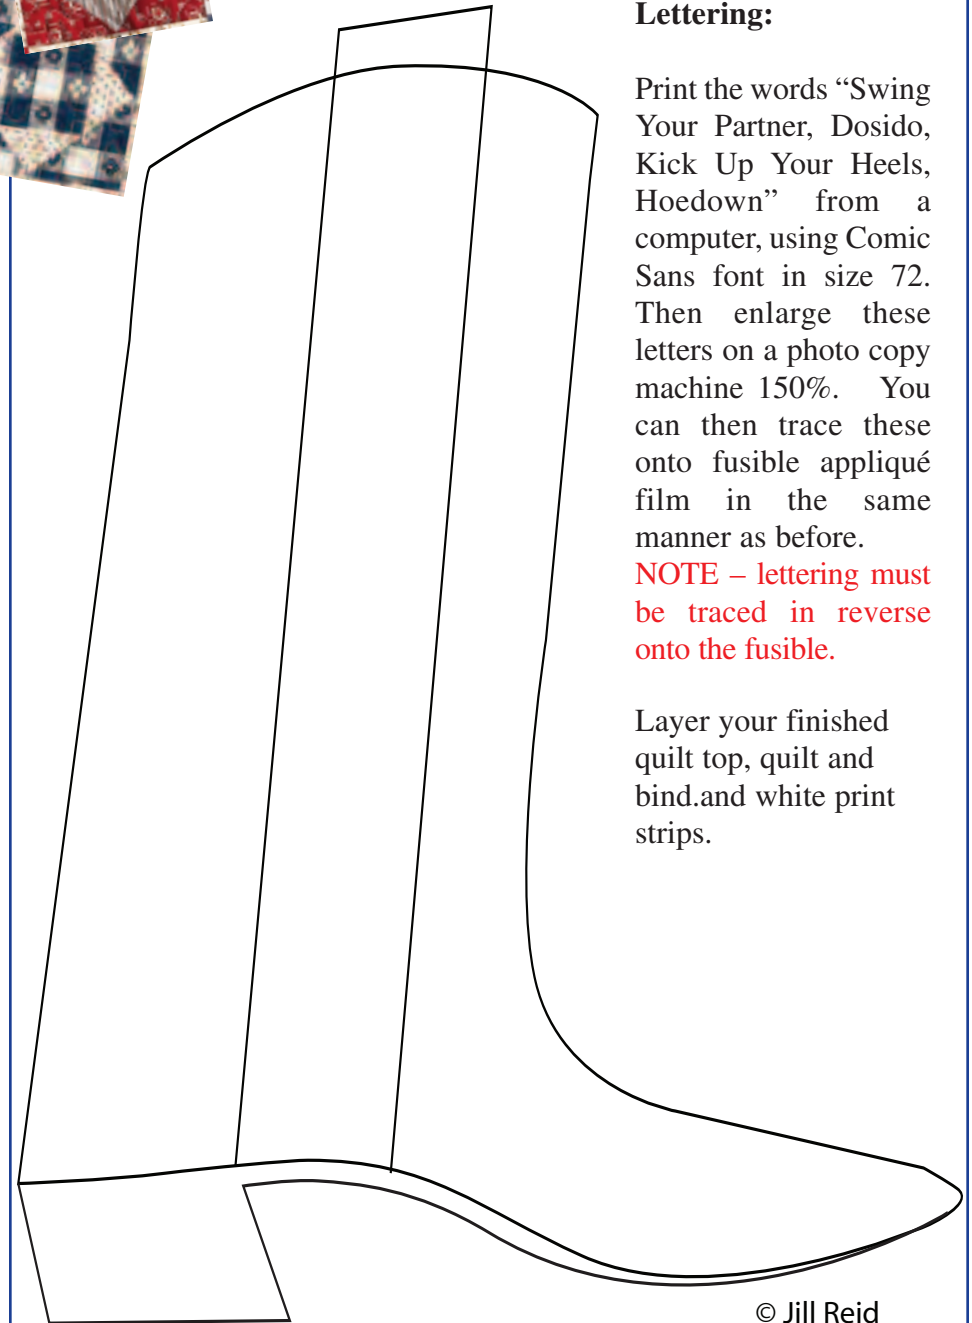 Lettering:
Print the words “Swing
Your Partner, Dosido,
Kick Up Your Heels,
Hoedown” from a
computer, using Comic
Sans font in size 72.
Then enlarge these
letters on a photo copy
machine 150%. You
can then trace these
onto fusible appliqué
film in the same
manner as before.
NOTE – lettering must
be traced in reverse
onto the fusible.
Layer your finished
quilt top, quilt and
bind.and white print
strips.
© Jill Reid